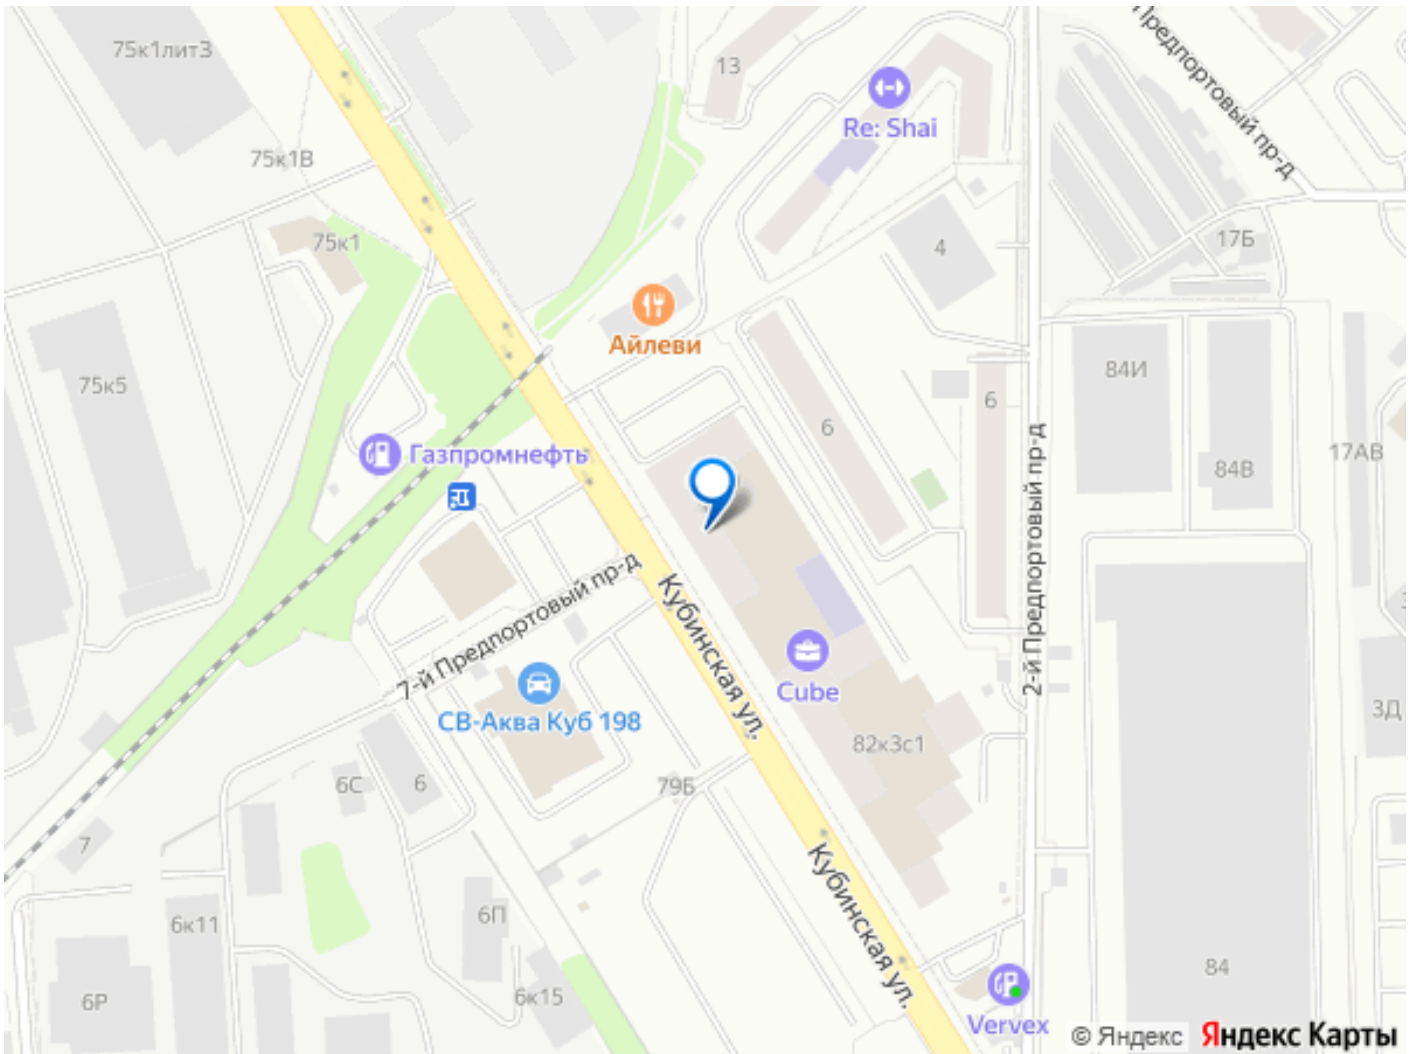 75к1лит3
13
Предпортовый пр-д
Re: Shai
75к1В
75к1
4
17Б
Айлеви
75к5
84И
6
6
17АВ
Газпромнефть
84В
2-й Предпортовый пр-д
7-й Предпортовый пр-д
Кубинская ул.
Cube
СВ-Аква Куб 198
3Д
82к3с1
6С
6
79Б
7
Кубинская ул.
6к11
6П
84
6Р
6к15
Vervex
© Яндекс Яндекс Карты